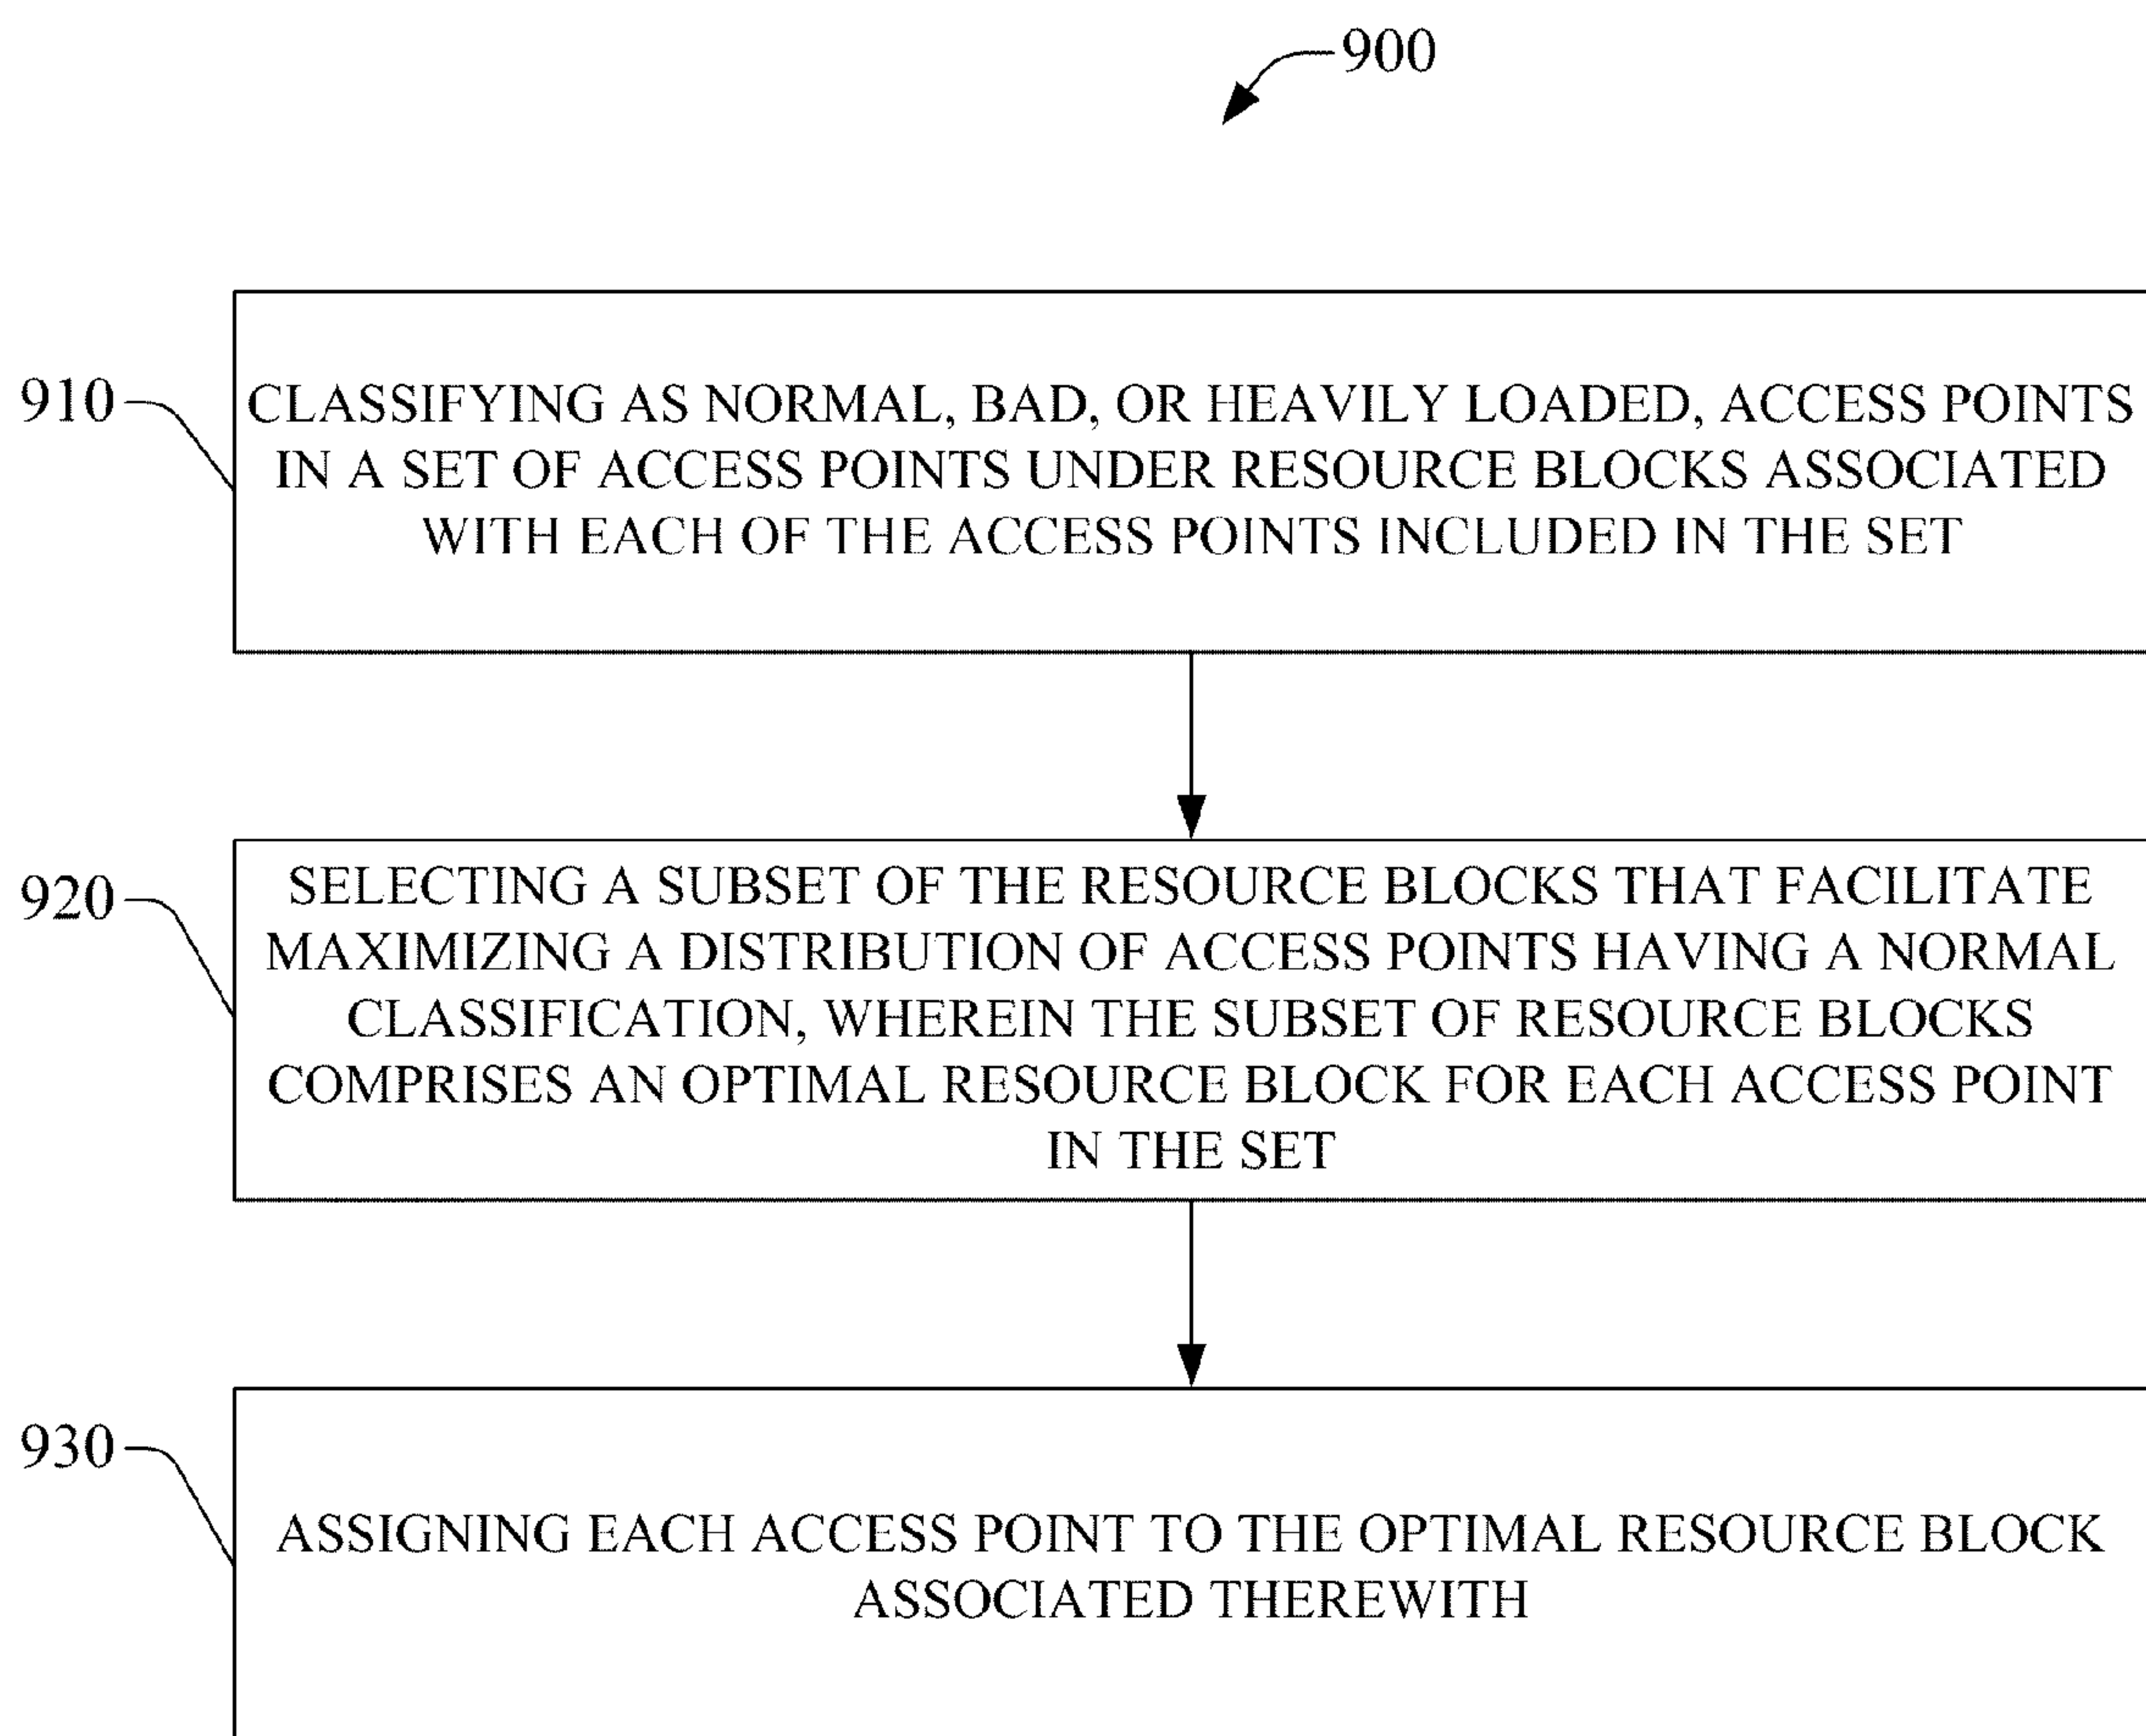 900
910
CLASSIFYING AS NORMAL, BAD, OR HEAVILY LOADED, ACCESS POINTS
IN A SET OF ACCESS POINTS UNDER RESOURCE BLOCKS ASSOCIATED
WITH EACH OF THE ACCESS POINTS INCLUDED IN THE SET
920
SELECTING A SUBSET OF THE RESOURCE BLOCKS THAT FACILITATE
MAXIMIZING A DISTRIBUTION OF ACCESS POINTS HAVING A NORMAL
CLASSIFICATION, WHEREIN THE SUBSET OF RESOURCE BLOCKS
COMPRISES AN OPTIMAL RESOURCE BLOCK FOR EACH ACCESS POINT
IN THE SET
930
ASSIGNING EACH ACCESS POINT TO THE OPTIMAL RESOURCE BLOCK
ASSOCIATED THEREWITH